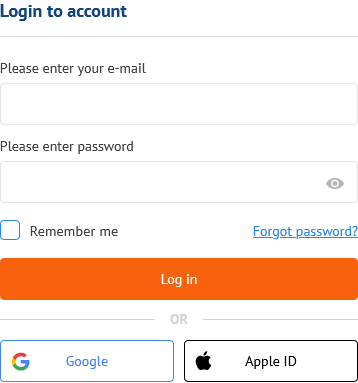 Login to account
Please enter your e-mail
Please enter password
Remember me Forgot password?
Log in
OR
Google Apple ID